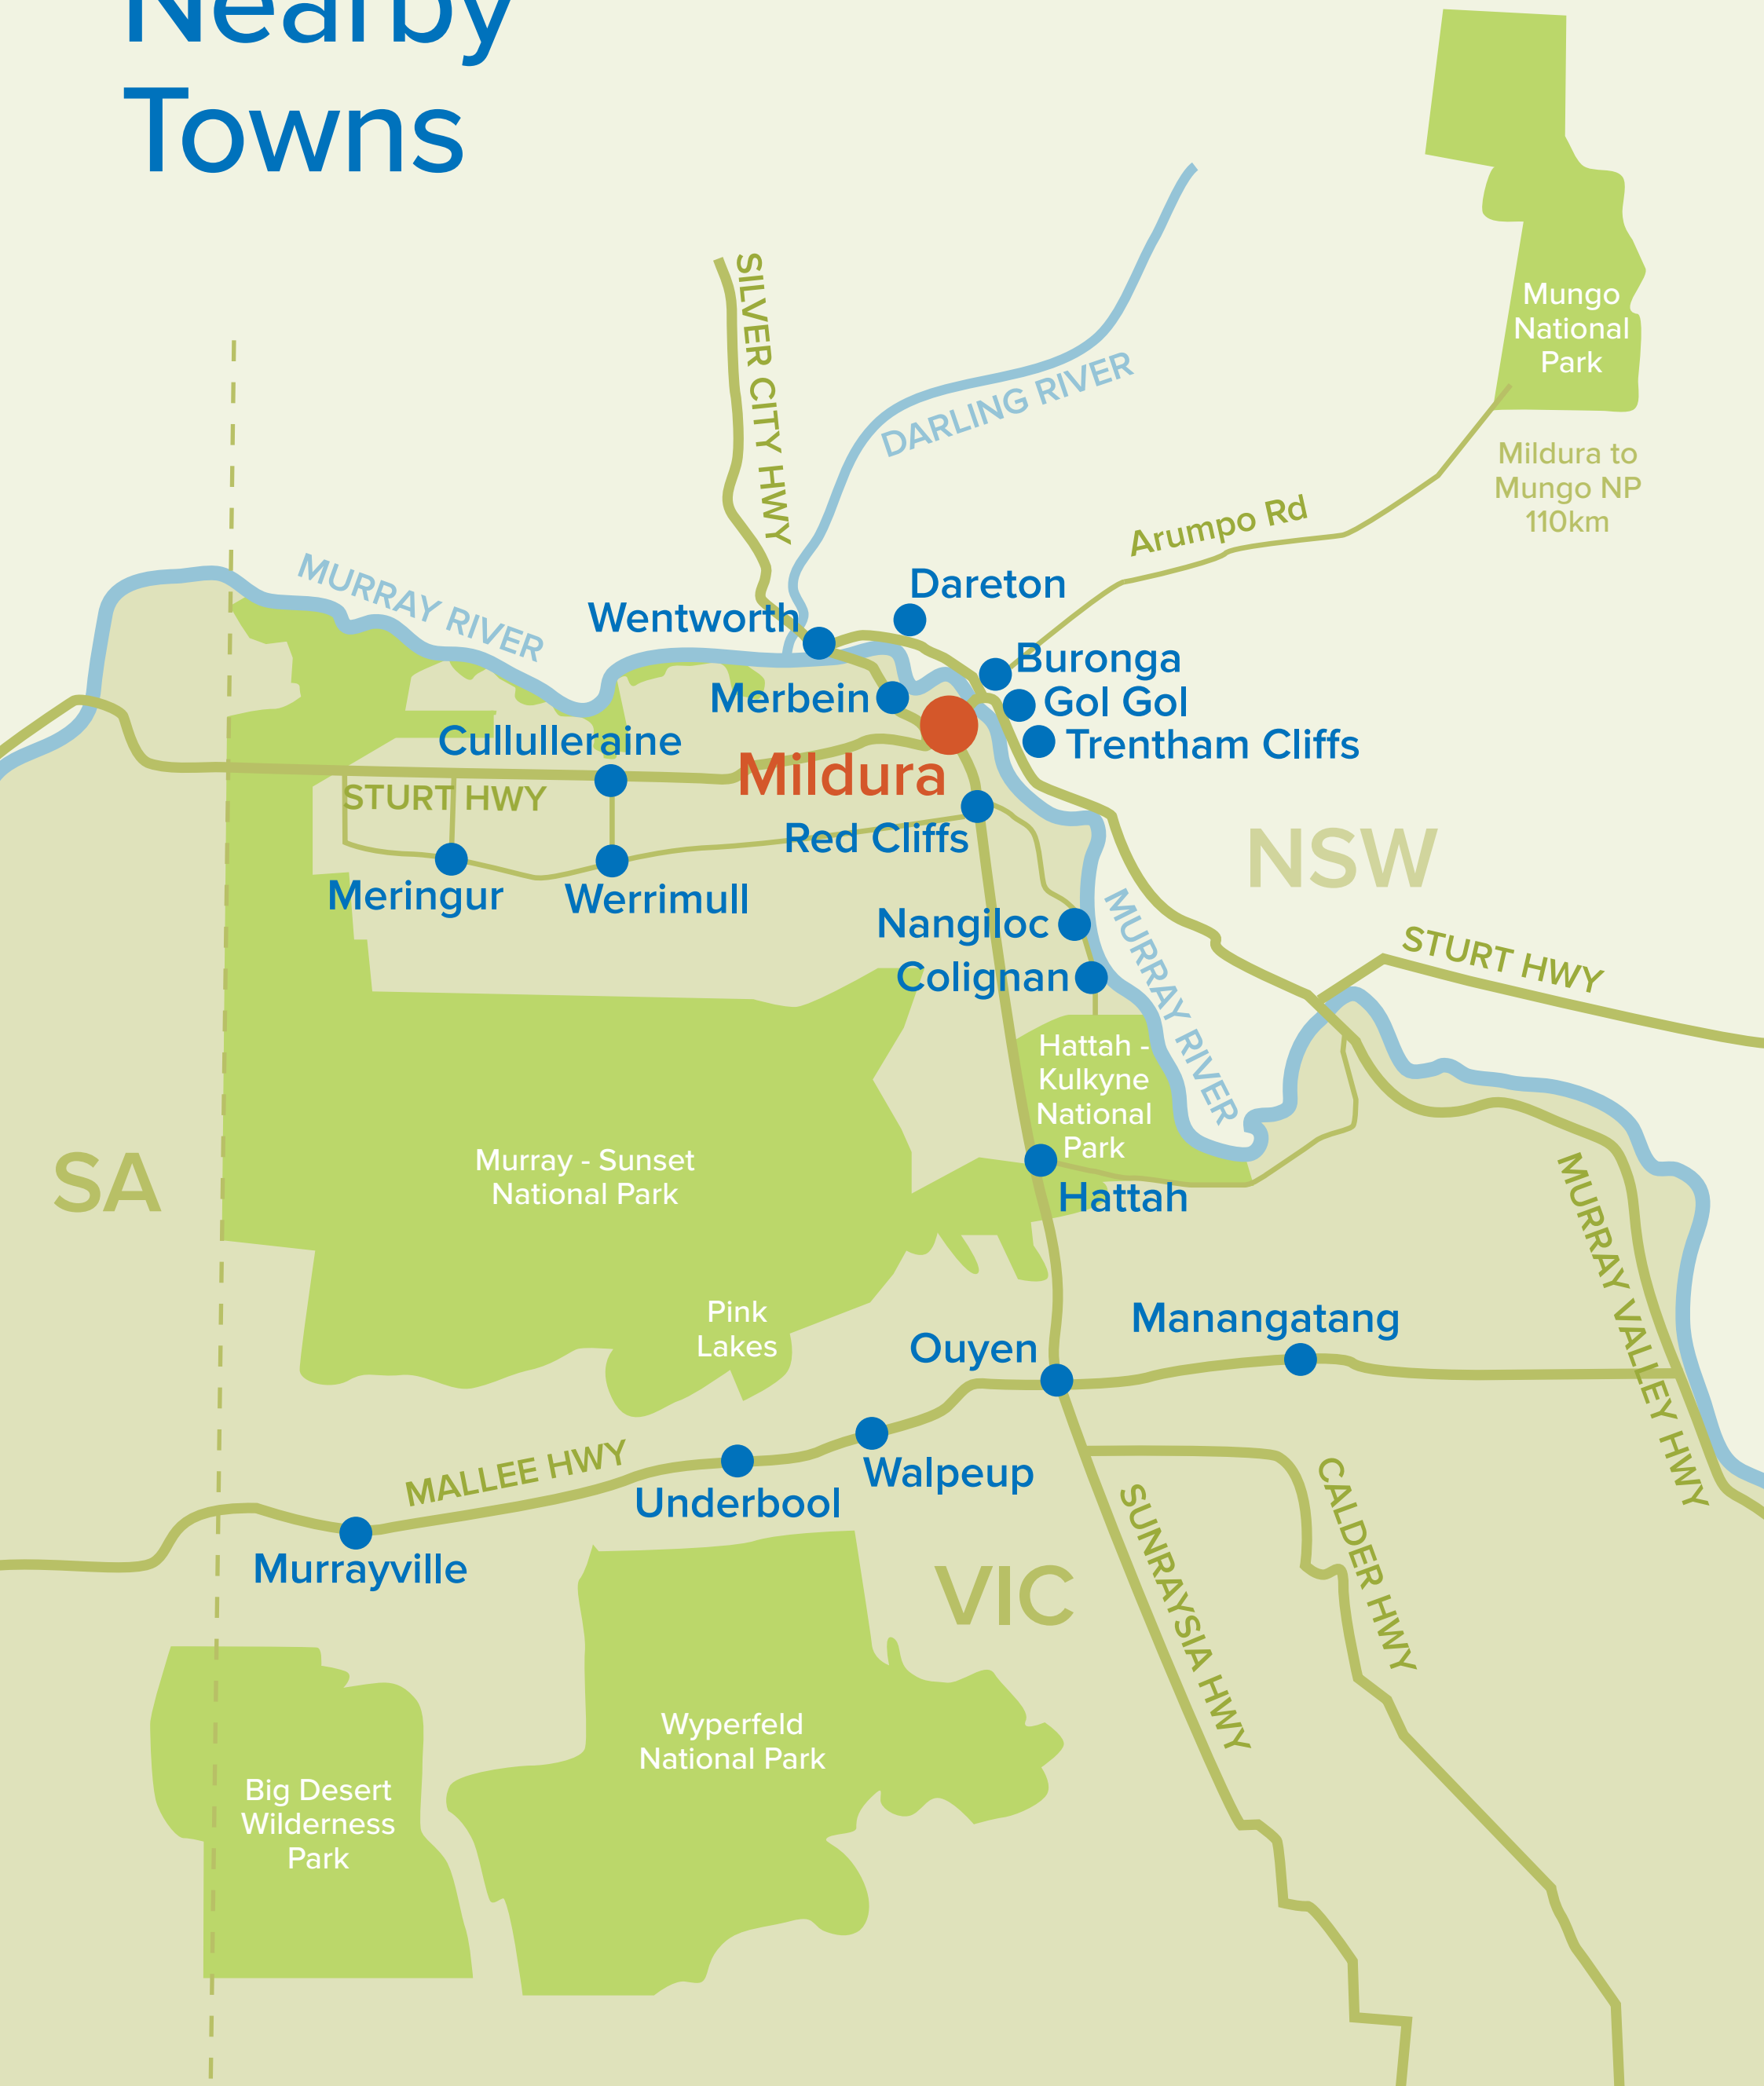 Nearby
Towns
Mungo
National
Park
Mildura to
Mungo NP
110km
SILVER CITY HWY
DARLING RIVER
Arumpo Rd
MURRAY RIVER
Dareton
Wentworth
Buronga
Merbein
Gol Gol
Trentham Cliffs
Cullulleraine
Mildura
STURT HWY
Red Cliffs
NSW
Meringur
Werrimull
Nangiloc
Colignan
MURRAY RIVER
STURT HWY
Hattah -
Kulkyne
National
Park
Hattah
SA
Murray - Sunset
National Park
Pink
Lakes
MURRAY VALLEY HWY
Manangatang
Ouyen
Walpeup
MALLEE HWY
Underbool
Murrayville
VIC
SUNRAYSIA HWY
CALDER HWY
Wyperfeld
National Park
Big Desert
Wilderness
Park